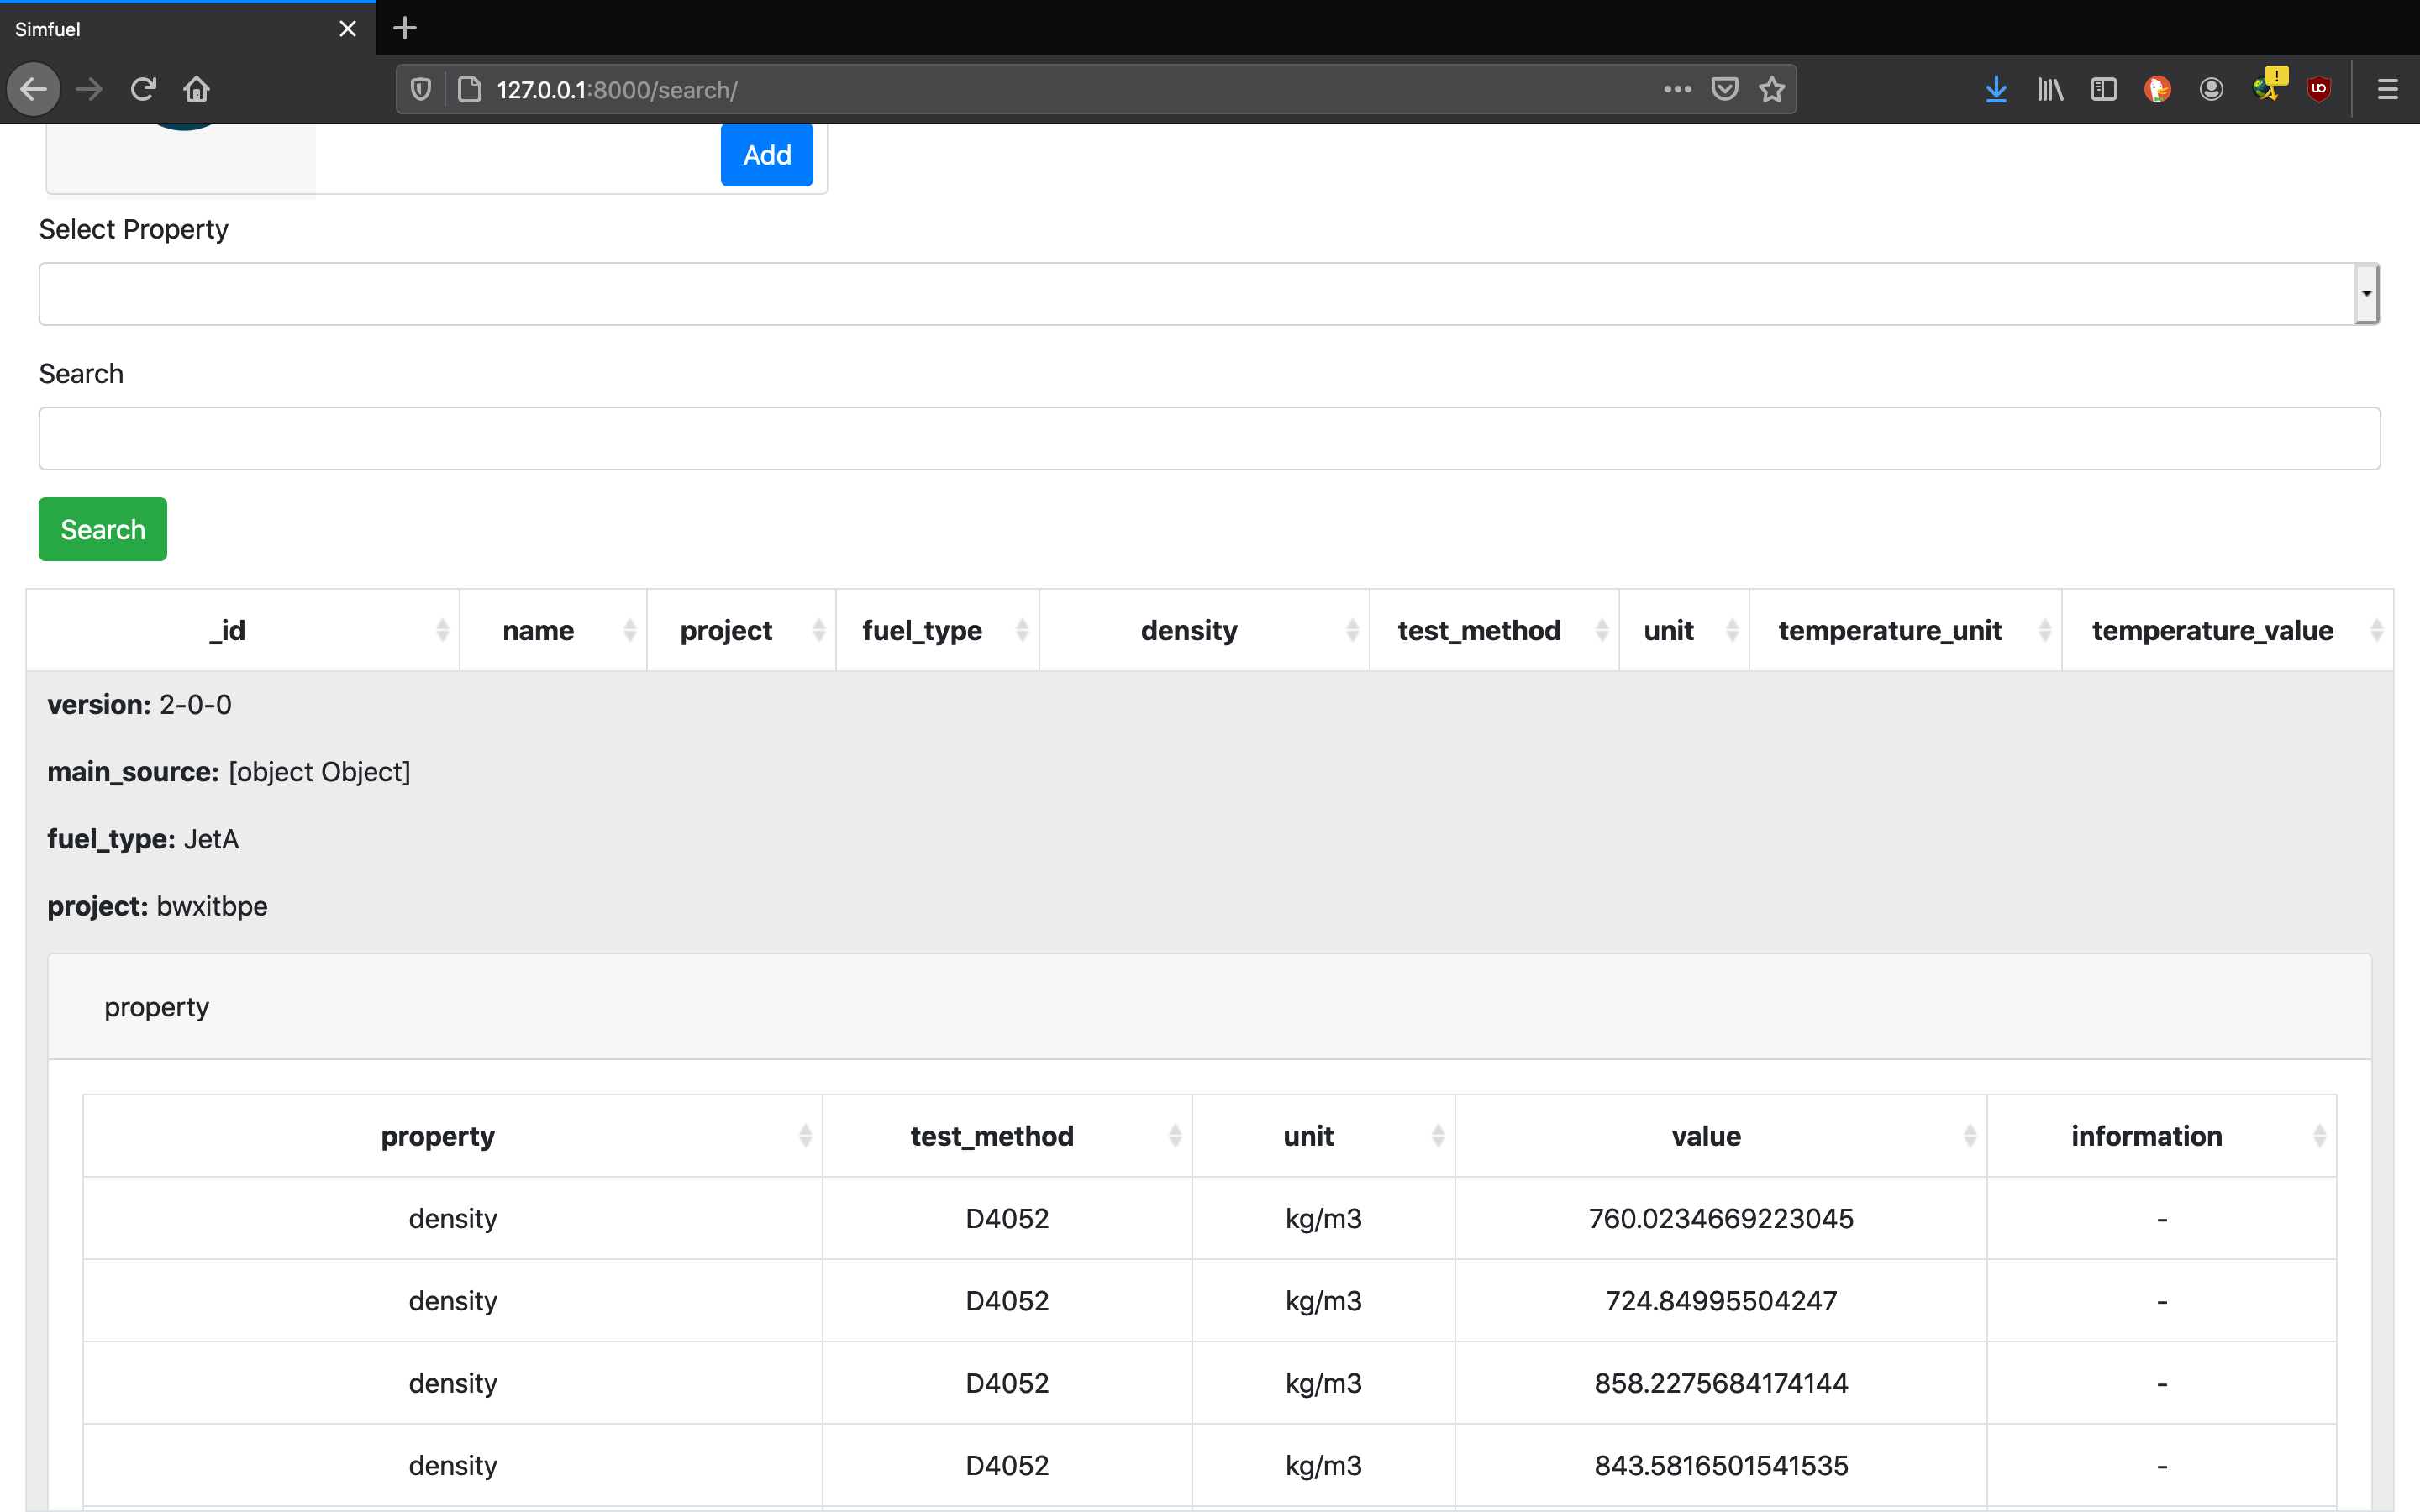 Simfuel
127.0.0.1:8000/search/
Add
Select Property
Search
Search
_id name project fuel_type density test_method unit temperature_unit temperature_value
version: 2-0-0
main_source: [object Object]
fuel_type: JetA
project: bwxitbpe
property
property test_method unit value information
density D4052 kg/m3 760.0234669223045 -
density D4052 kg/m3 724.84995504247 -
density D4052 kg/m3 858.2275684174144 -
density D4052 kg/m3 843.5816501541535 -